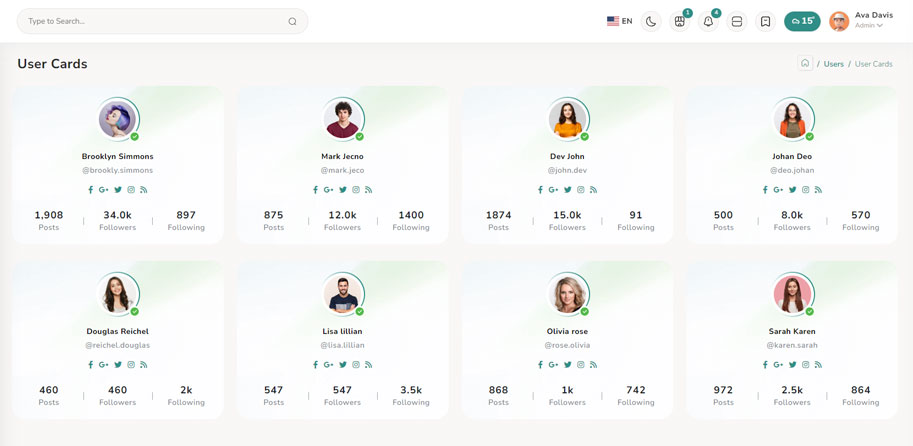 Type to Search...
EN
1
4
15°
Ava Davis
Admin
User Cards
/ Users / User Cards
Brooklyn Simmons
@brookly.simmons
G+
1,908 34.0k 897
Posts Followers Following
Mark Jecno
@mark.jeco
G+
875 12.0k 1400
Posts Followers Following
Dev John
@john.dev
G+
1874 15.0k 91
Posts Followers Following
Johan Deo
@deo.johan
G+
500 8.0k 570
Posts Followers Following
Douglas Reichel
@reichel.douglas
G+
460 460 2k
Posts Followers Following
Lisa lillian
@lisa.lillian
G+
547 547 3.5k
Posts Followers Following
Olivia rose
@rose.olivia
G+
868 1k 742
Posts Followers Following
Sarah Karen
@karen.sarah
G+
972 2.5k 864
Posts Followers Following